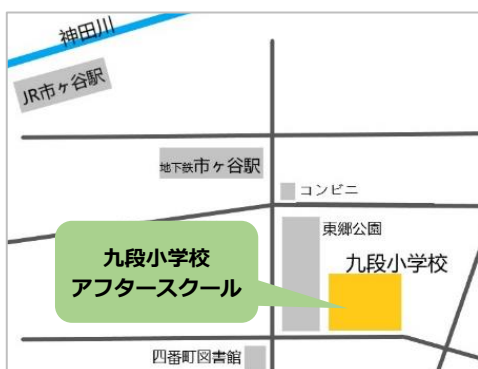 神田川
JR市ヶ谷駅
地下鉄市ヶ谷駅
コンビニ
東郷公園
九段小学校
九段小学校
アフタースクール
四番町図書館